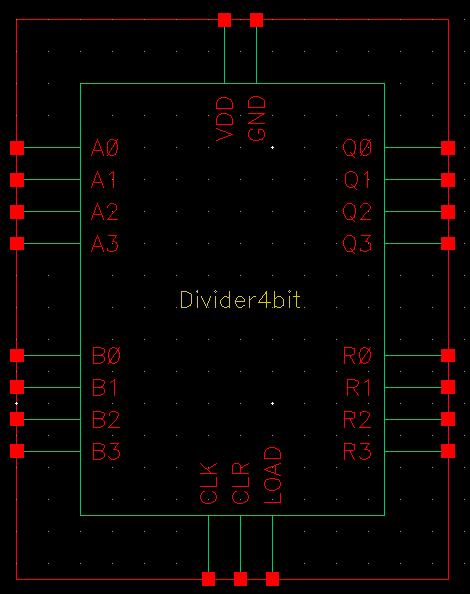 VDD GND
A0 Q0
A1 Q1
A2 Q2
A3 Q3
Divider4bit
B0 R0
B1 R1
B2 R2
B3 R3
CLK CLR LOAD